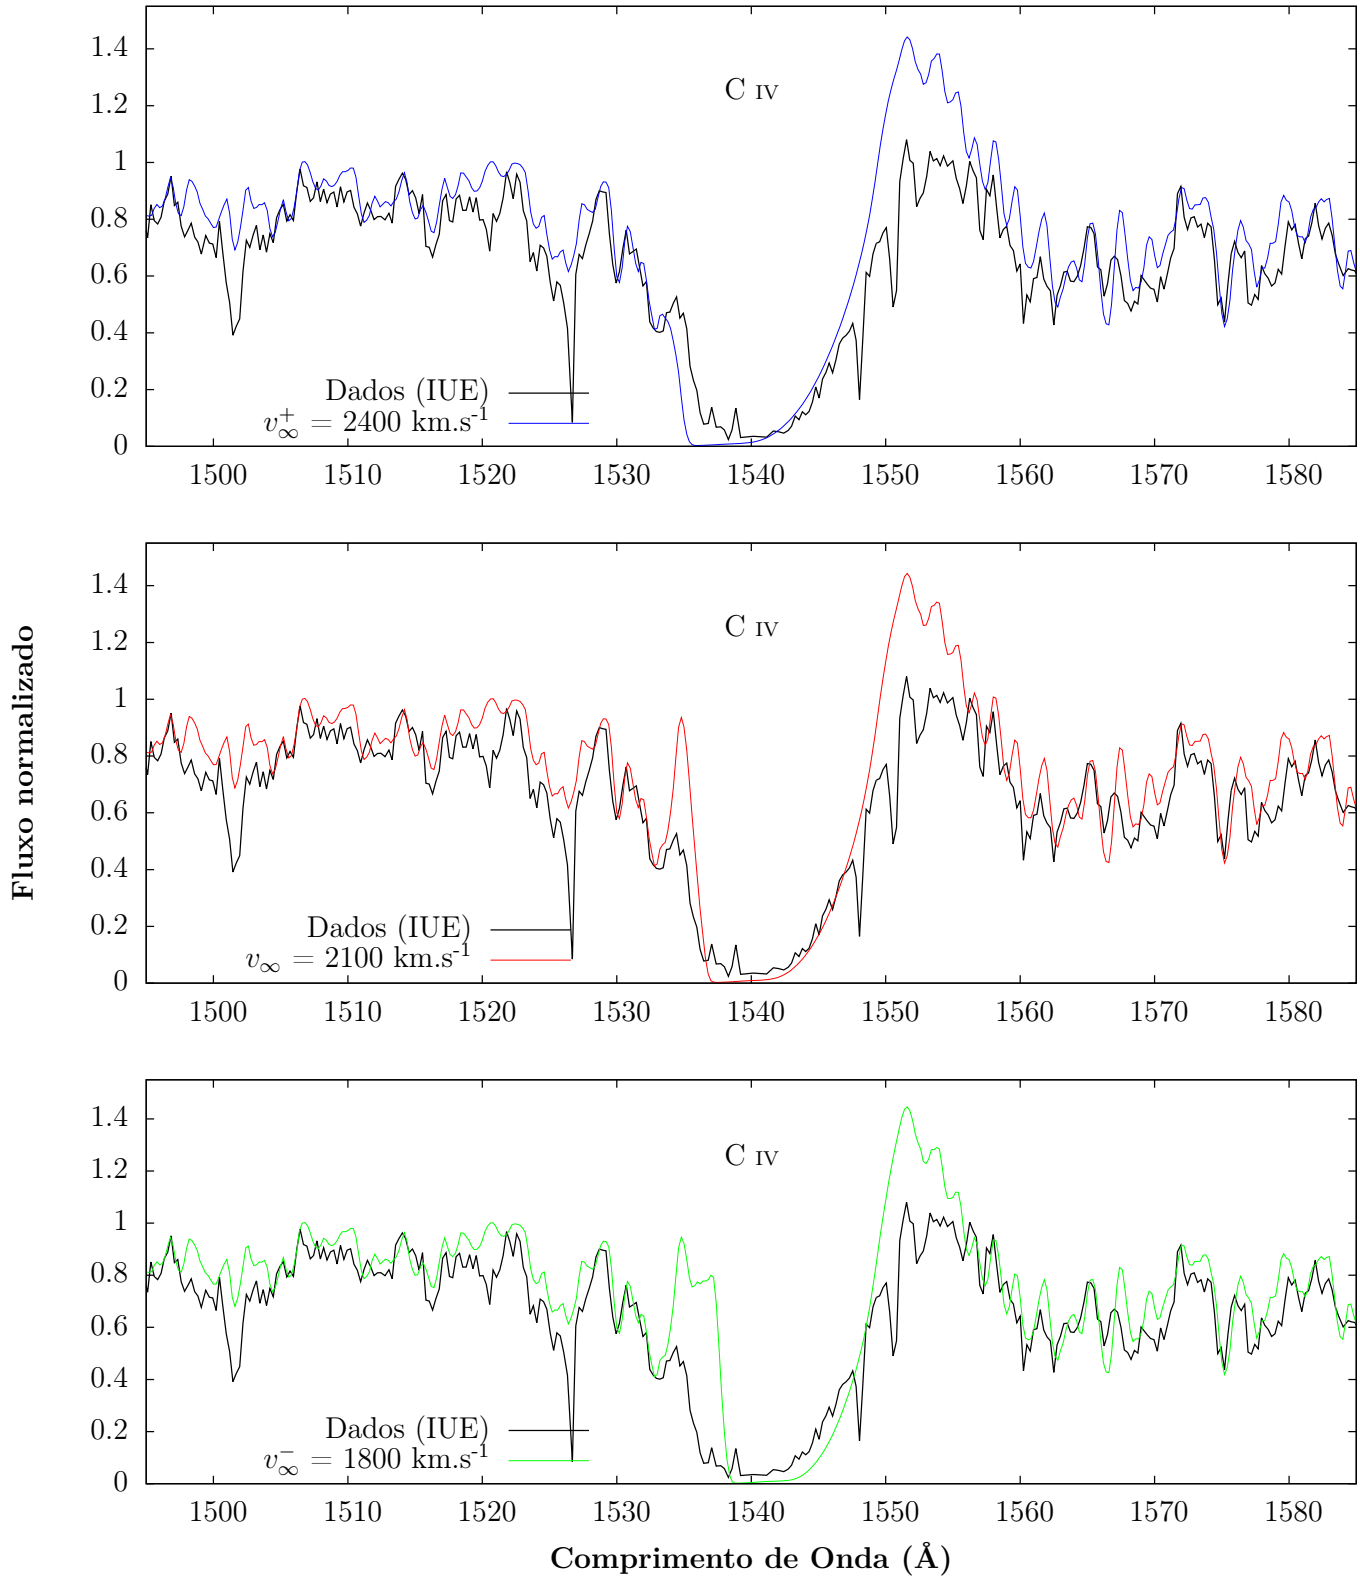 1.4
1.2
1
0.8
0.6
0.4
0.2
0
C IV
Dados (IUE)
v∞⁺ = 2400 km.s⁻¹
1500 1510 1520 1530 1540 1550 1560 1570 1580
Fluxo normalizado
1.4
1.2
1
0.8
0.6
0.4
0.2
0
C IV
Dados (IUE)
v∞ = 2100 km.s⁻¹
1500 1510 1520 1530 1540 1550 1560 1570 1580
1.4
1.2
1
0.8
0.6
0.4
0.2
0
C IV
Dados (IUE)
v∞⁻ = 1800 km.s⁻¹
1500 1510 1520 1530 1540 1550 1560 1570 1580
Comprimento de Onda (Å)